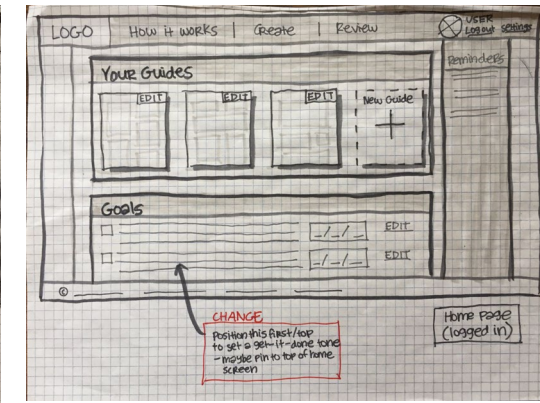 LOGO
How it works | Create | Review
USER
Logout settings
Reminders
Your Guides
EDIT
EDIT
EDIT
New Guide
+
Goals
_/_/_
EDIT
_/_/_
EDIT
©
CHANGE
Position this first/top
to set a get-it-done tone
- maybe pin to top of home
screen
Home Page
(logged in)